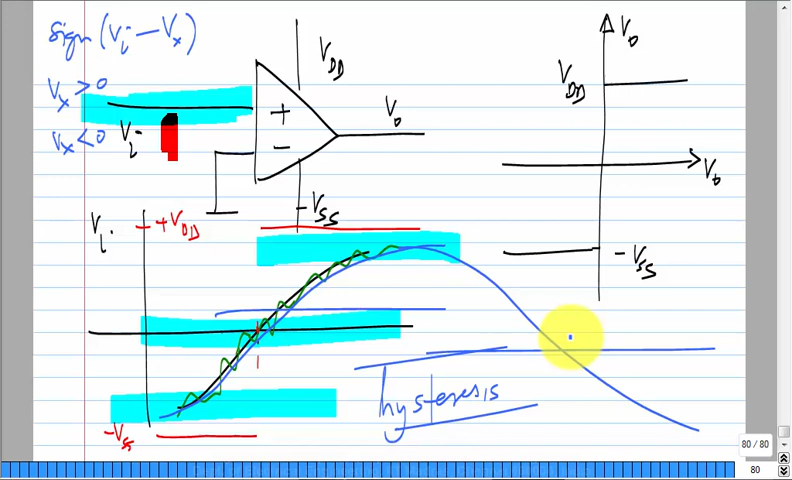 Sign (Vi - Vx)
Vx > 0
Vx < 0
Vi
+
-
VDD
Vo
-VSS
Vo
VDD
Vo
-VSS
Vi
+VDD
-VSS
hysteresis
80 / 80
80